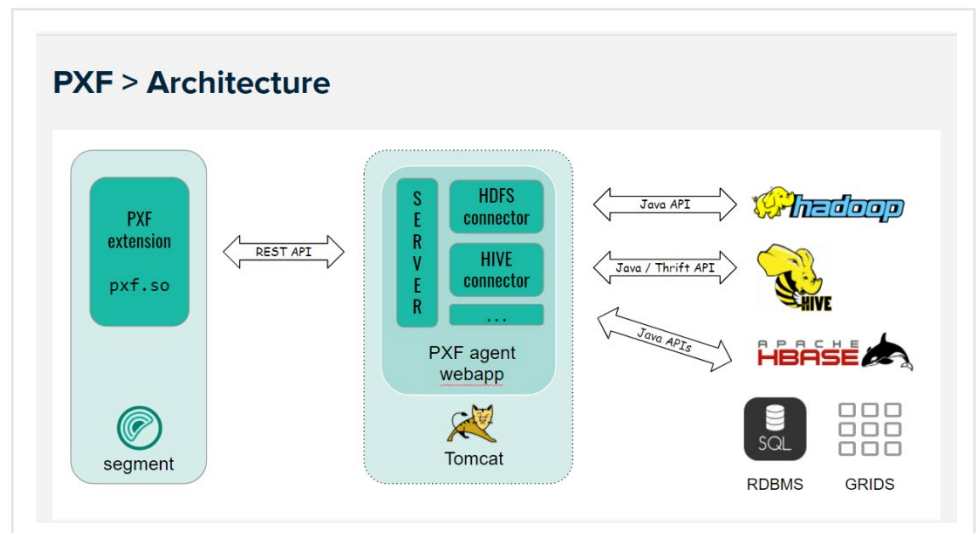 PXF > Architecture
PXF
extension
pxf.so
segment
REST API
SERVER
HDFS
connector
HIVE
connector
...
PXF agent
webapp
Tomcat
Java API
hadoop
Java / Thrift API
HIVE
Java APIs
APACHE
HBASE
SQL
RDBMS
GRIDS